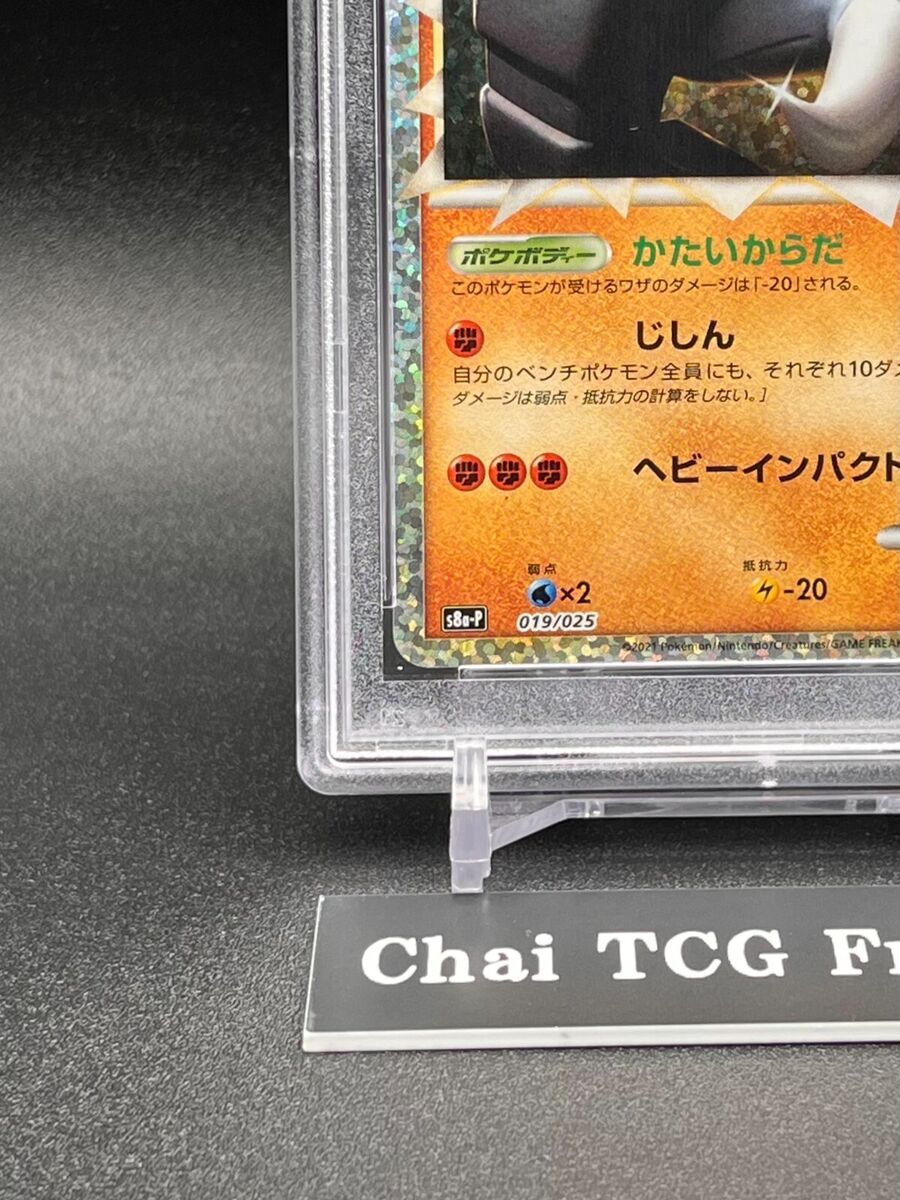 ポケボディー かたいからだ
このポケモンが受けるワザのダメージは「-20」される。
じしん
自分のベンチポケモン全員にも、それぞれ10ダメ
ダメージは弱点・抵抗力の計算をしない。]
ヘビーインパクト
弱点 抵抗力
×2 -20
s8a-P 019/025
©2021 Pokémon/Nintendo/Creatures/GAME FREAK
Chai TCG Fr